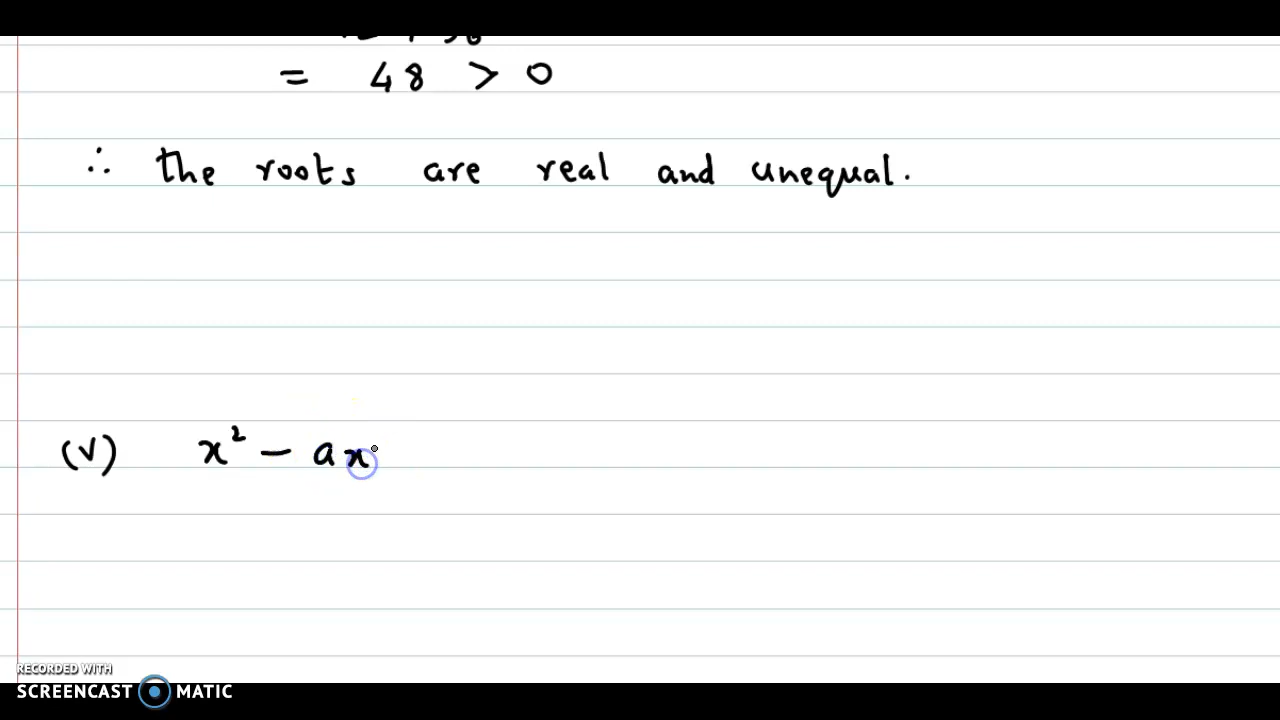 = 48 > 0
∴ the roots are real and unequal.
(V) x² - ax
RECORDED WITH
SCREENCAST MATIC